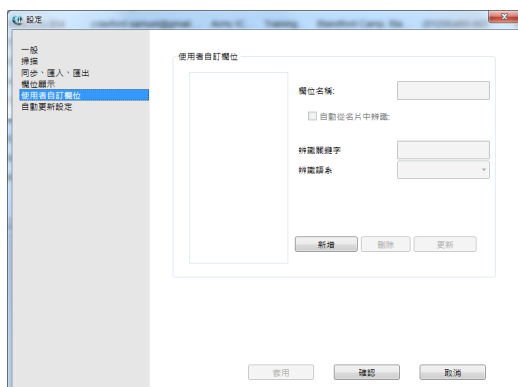 設定
一般
掃描
同步、匯入、匯出
欄位顯示
使用者自訂欄位
自動更新設定
使用者自訂欄位
欄位名稱:
自動從名片中辨識:
辨識關鍵字
辨識語系
新增
刪除
更新
套用
確認
取消